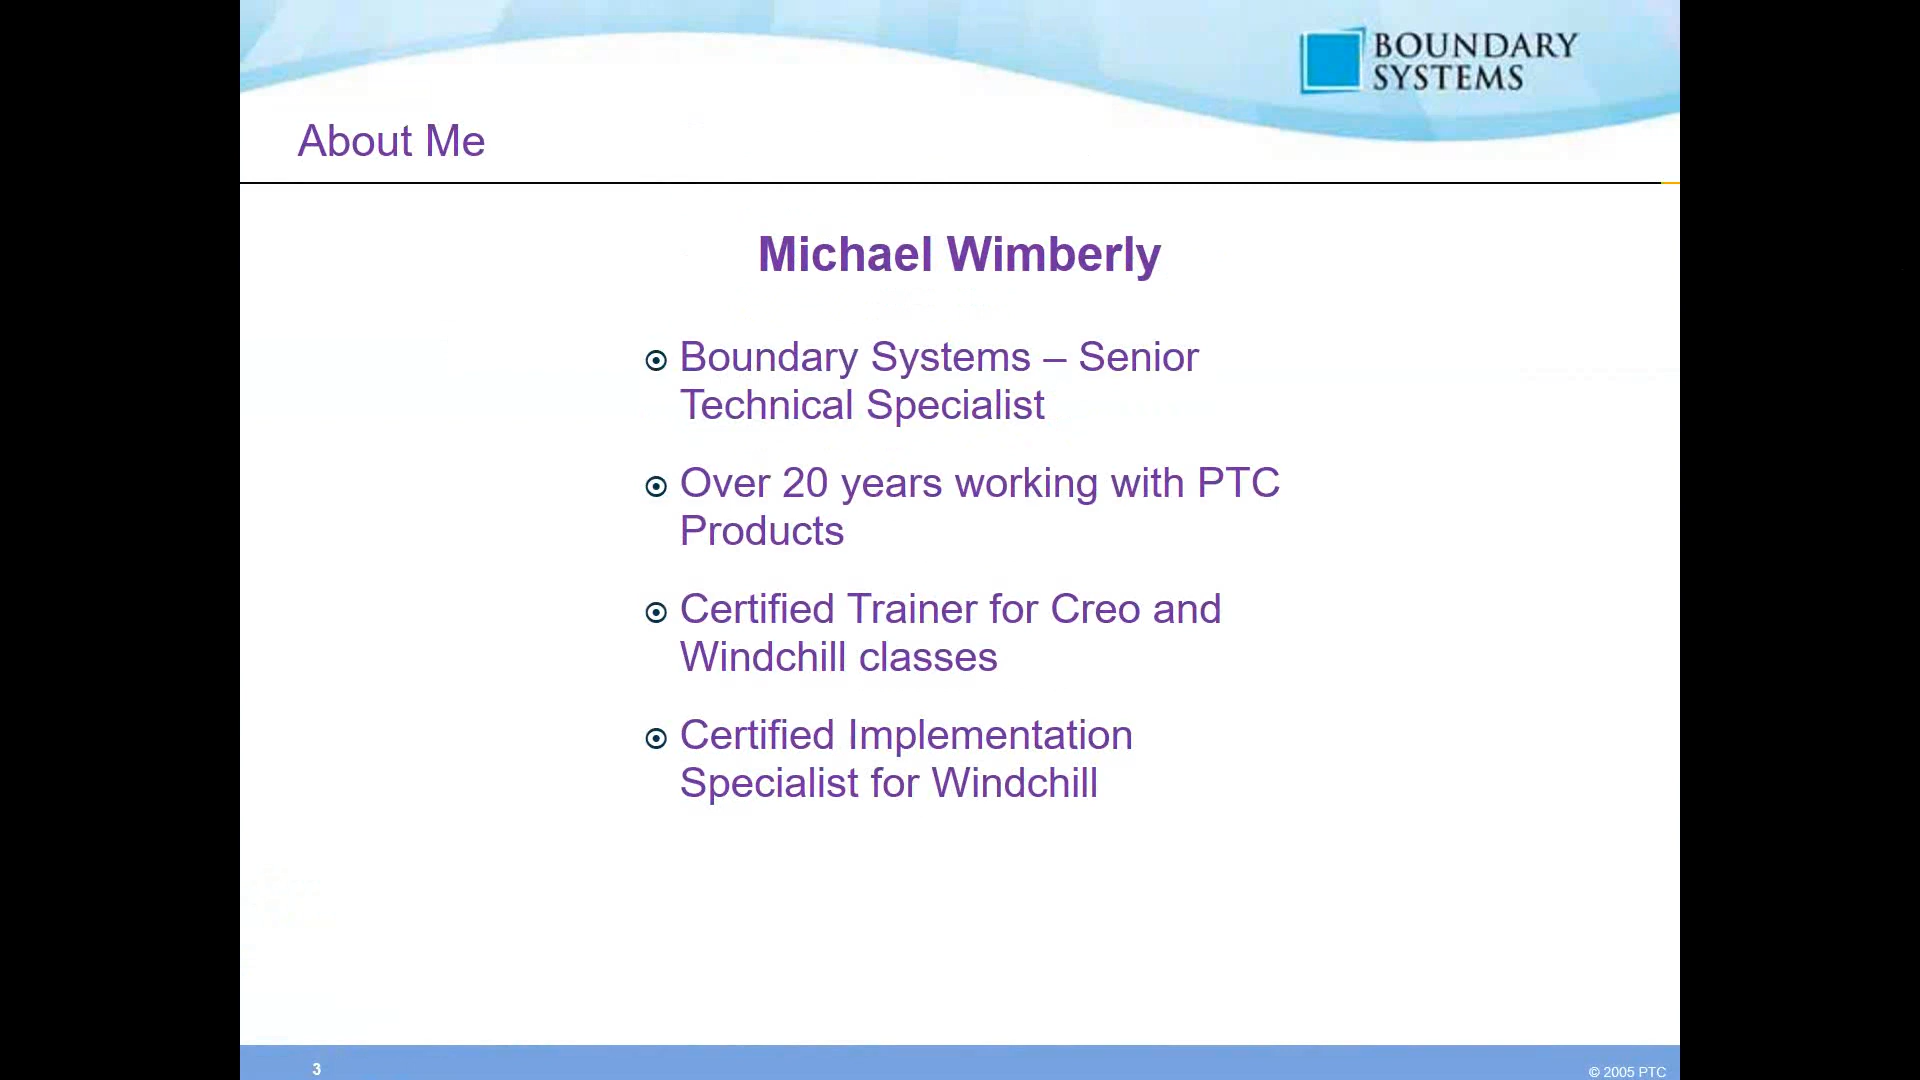 BOUNDARY
SYSTEMS
About Me
Michael Wimberly
Boundary Systems – Senior
Technical Specialist
Over 20 years working with PTC
Products
Certified Trainer for Creo and
Windchill classes
Certified Implementation
Specialist for Windchill
3
© 2005 PTC